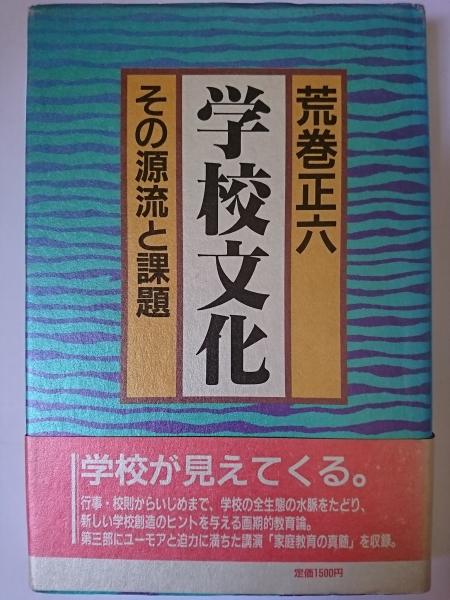 荒巻正六
学校文化
その源流と課題
学校が見えてくる。
行事・校則からいじめまで、学校の全生態の水脈をたどり、
新しい学校創造のヒントを与える画期的教育論。
第三部にユーモアと迫力に満ちた講演「家庭教育の真髄」を収録。
定価1500円